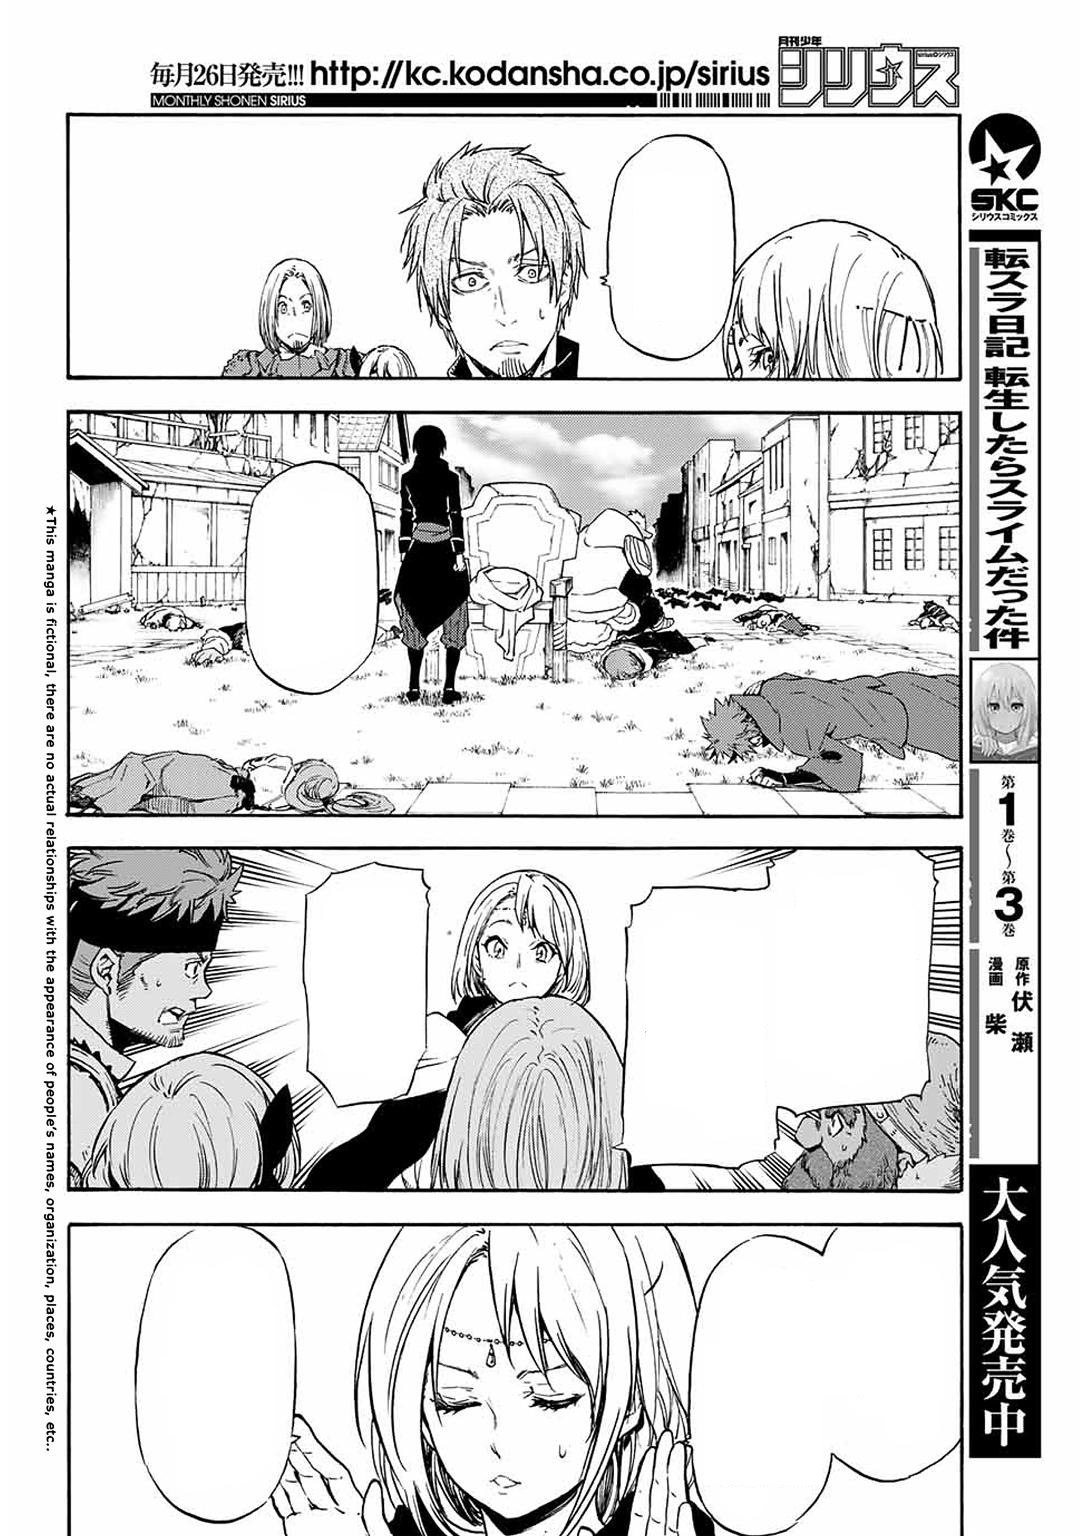 毎月26日発売!!! http://kc.kodansha.co.jp/sirius
MONTHLY SHONEN SIRIUS
月刊少年
シリウス
SKC
シリウスコミックス
転スラ日記 転生したらスライムだった件
第1巻〜第3巻
原作 伏瀬
漫画 柴
大人気発売中
★This manga is fictional, there are no actual relationships with the appearance of people's names, organization, places, countries, etc..